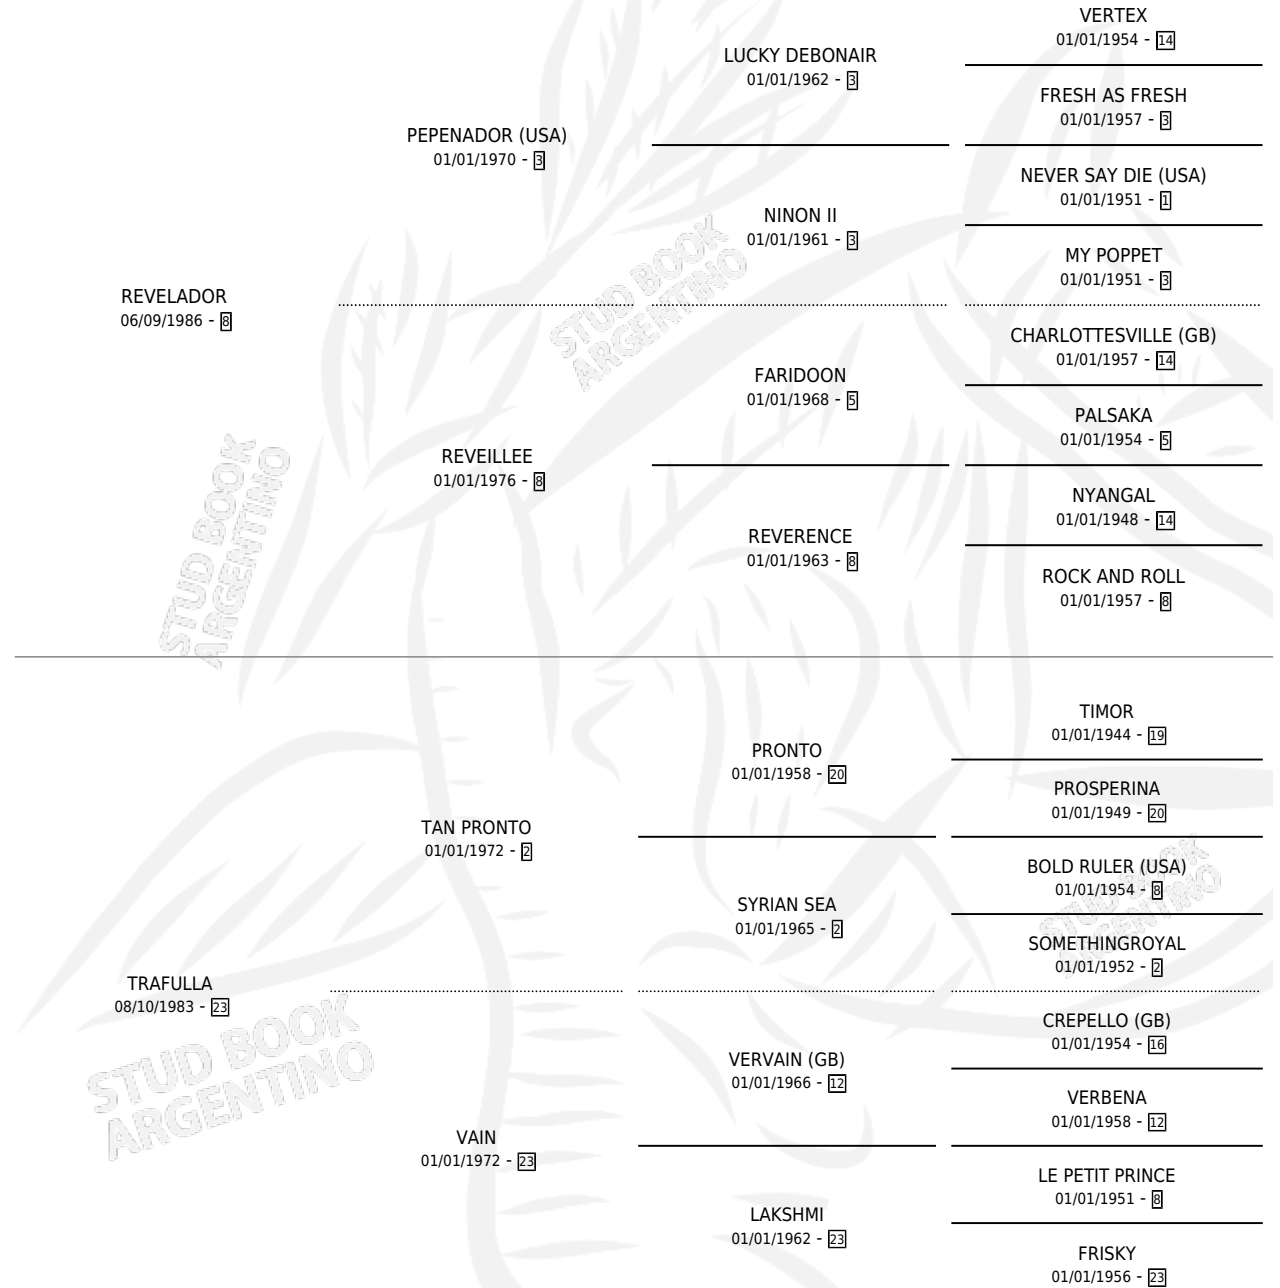 VERTEX
01/01/1954 - 14
LUCKY DEBONAIR
01/01/1962 - 3
FRESH AS FRESH
01/01/1957 - 3
PEPENADOR (USA)
01/01/1970 - 3
NEVER SAY DIE (USA)
01/01/1951 - 1
NINON II
01/01/1961 - 3
MY POPPET
01/01/1951 - 3
REVELADOR
06/09/1986 - 8
CHARLOTTESVILLE (GB)
01/01/1957 - 14
FARIDOON
01/01/1968 - 5
PALSAKA
01/01/1954 - 5
REVEILLEE
01/01/1976 - 8
NYANGAL
01/01/1948 - 14
REVERENCE
01/01/1963 - 8
ROCK AND ROLL
01/01/1957 - 8
STUD BOOK
ARGENTINO
STUD BOOK
ARGENTINO
TIMOR
01/01/1944 - 19
PRONTO
01/01/1958 - 20
PROSPERINA
01/01/1949 - 20
TAN PRONTO
01/01/1972 - 2
BOLD RULER (USA)
01/01/1954 - 8
SYRIAN SEA
01/01/1965 - 2
SOMETHINGROYAL
01/01/1952 - 2
STUD BOOK
ARGENTINO
TRAFULLA
08/10/1983 - 23
CREPELLO (GB)
01/01/1954 - 16
VERVAIN (GB)
01/01/1966 - 12
VERBENA
01/01/1958 - 12
STUD BOOK
ARGENTINO
VAIN
01/01/1972 - 23
LE PETIT PRINCE
01/01/1951 - 8
LAKSHMI
01/01/1962 - 23
FRISKY
01/01/1956 - 23